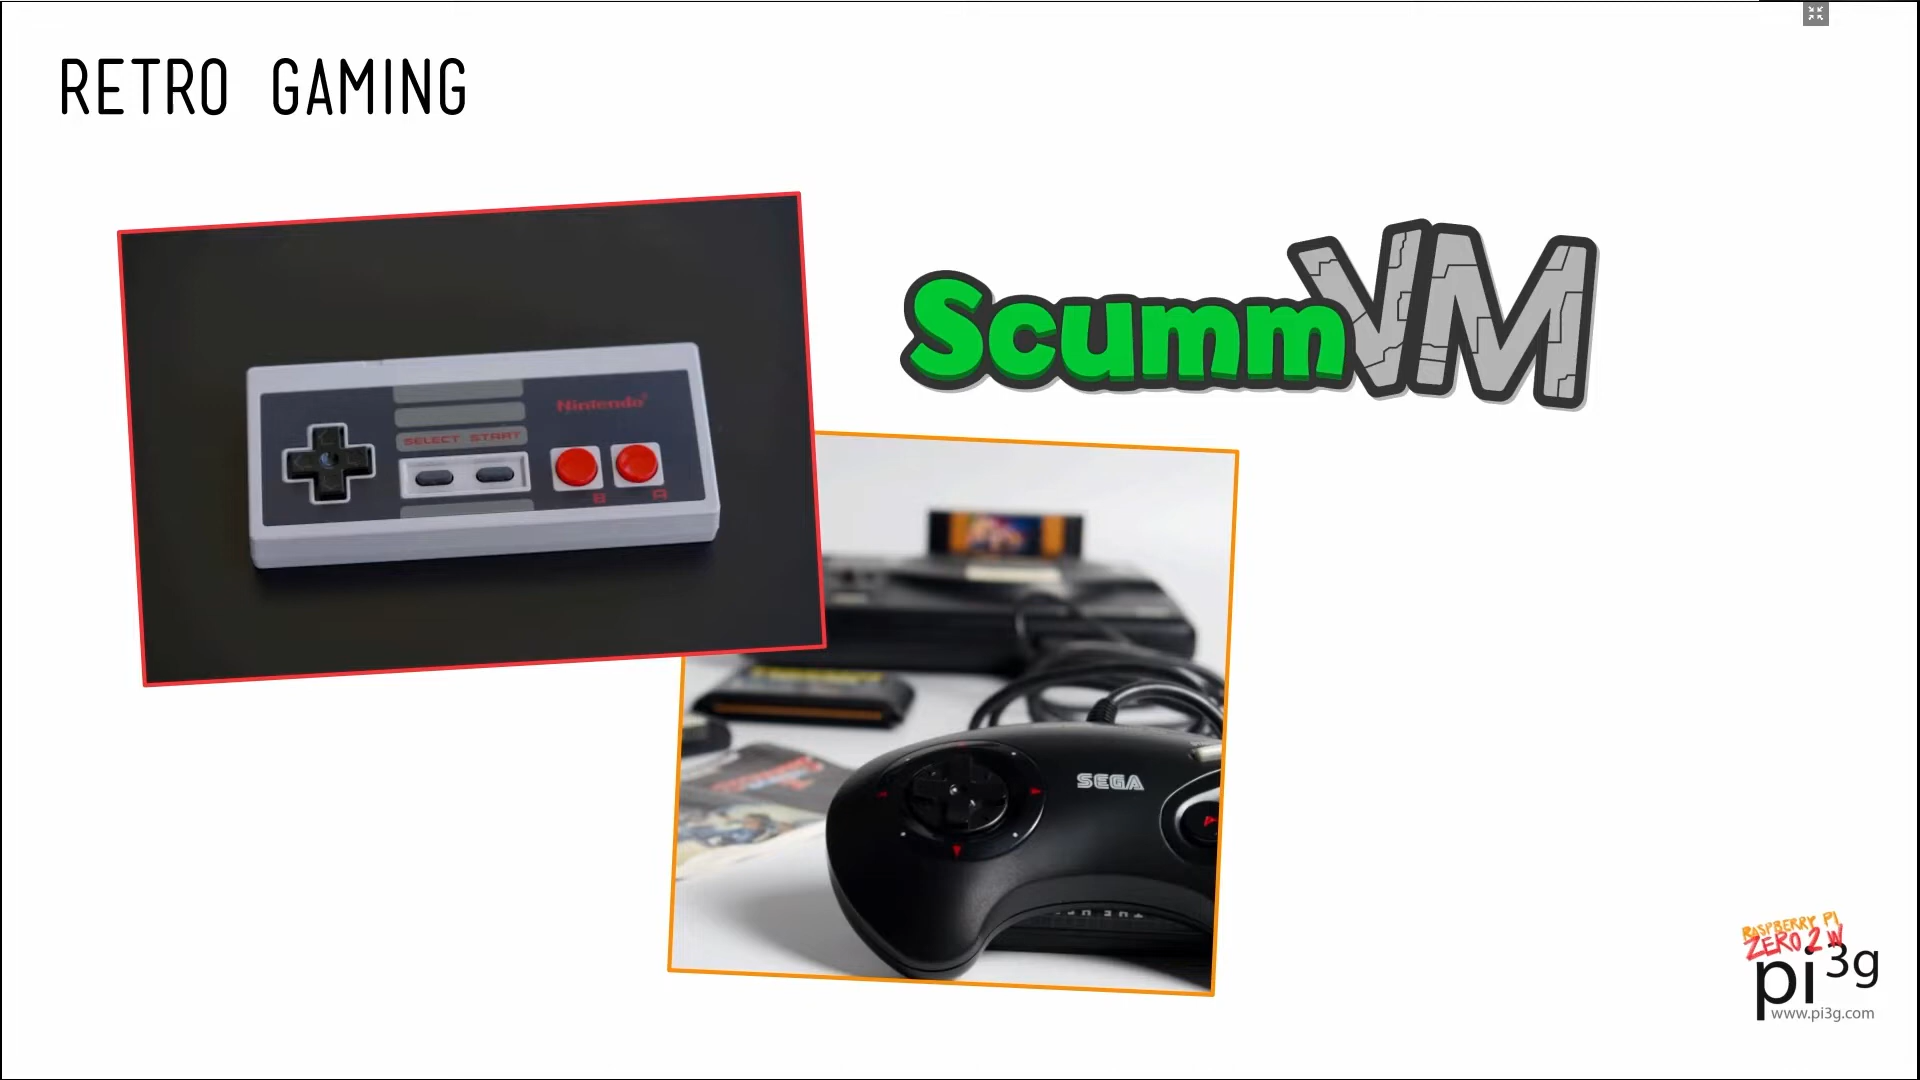 RETRO GAMING
ScummVM
Nintendo®
SELECT START
B A
SEGA
RASPBERRY PI
ZERO 2 W
pi3g
www.pi3g.com